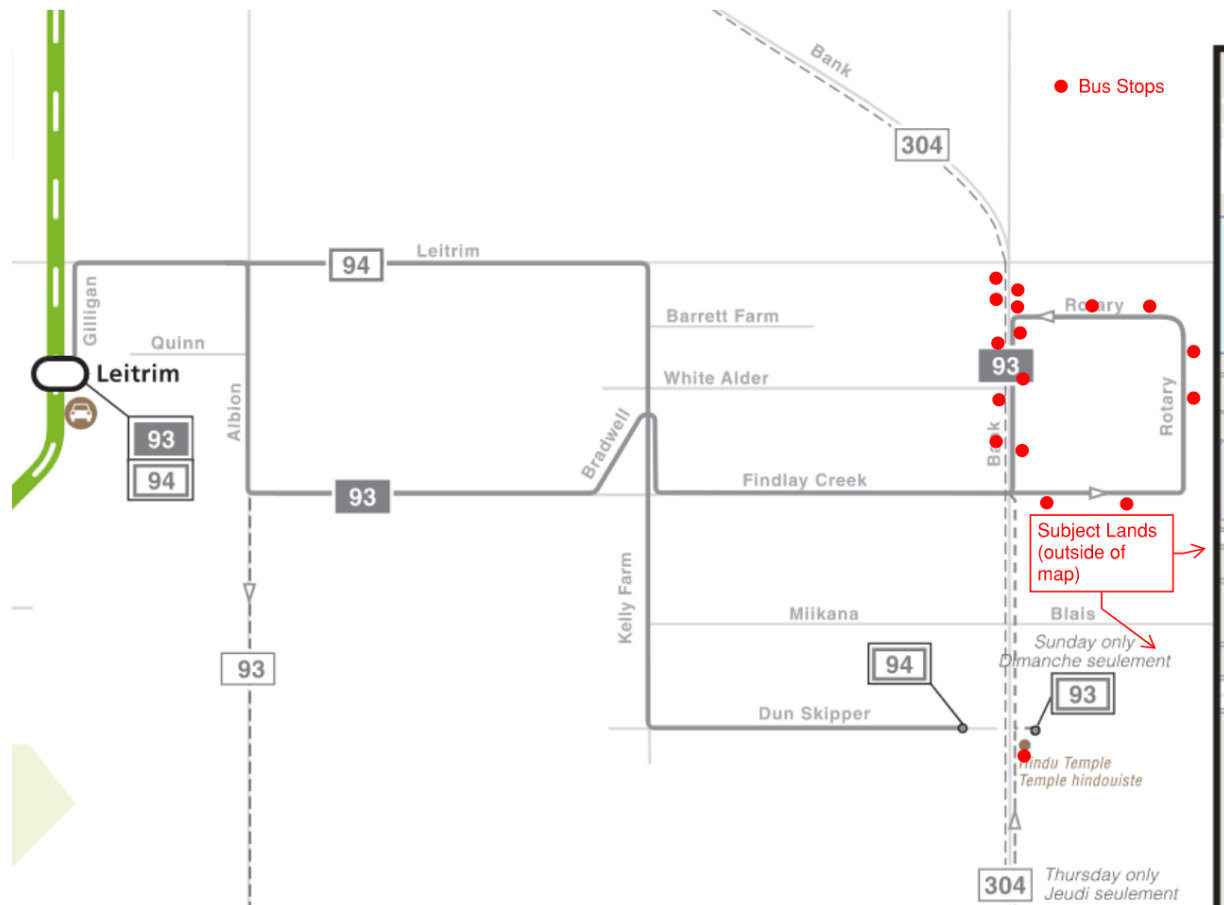 Bank
Bus Stops
304
Leitrim
94
Gilligan
Barrett Farm
Rotary
Quinn
93
Leitrim
White Alder
Albion
Rotary
Bradwell
Bank
93
94
93
Findlay Creek
Subject Lands
(outside of
map)
Kelly Farm
Miikana
Blais
Sunday only
Dimanche seulement
93
94
93
Dun Skipper
Hindu Temple
Temple hindouiste
304
Thursday only
Jeudi seulement